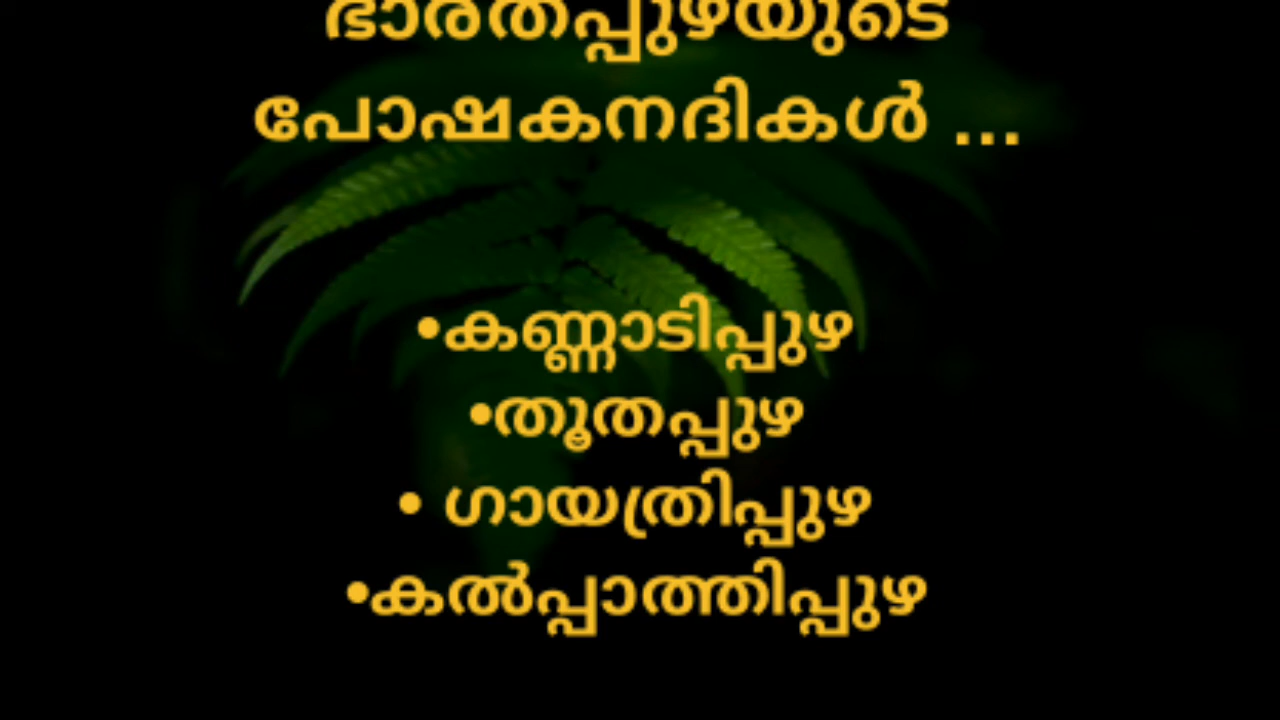 ഭാരതപ്പുഴയുടെ
പോഷകനദികൾ ...
•കണ്ണാടിപ്പുഴ
•തൂതപ്പുഴ
• ഗായത്രിപ്പുഴ
•കൽപ്പാത്തിപ്പുഴ